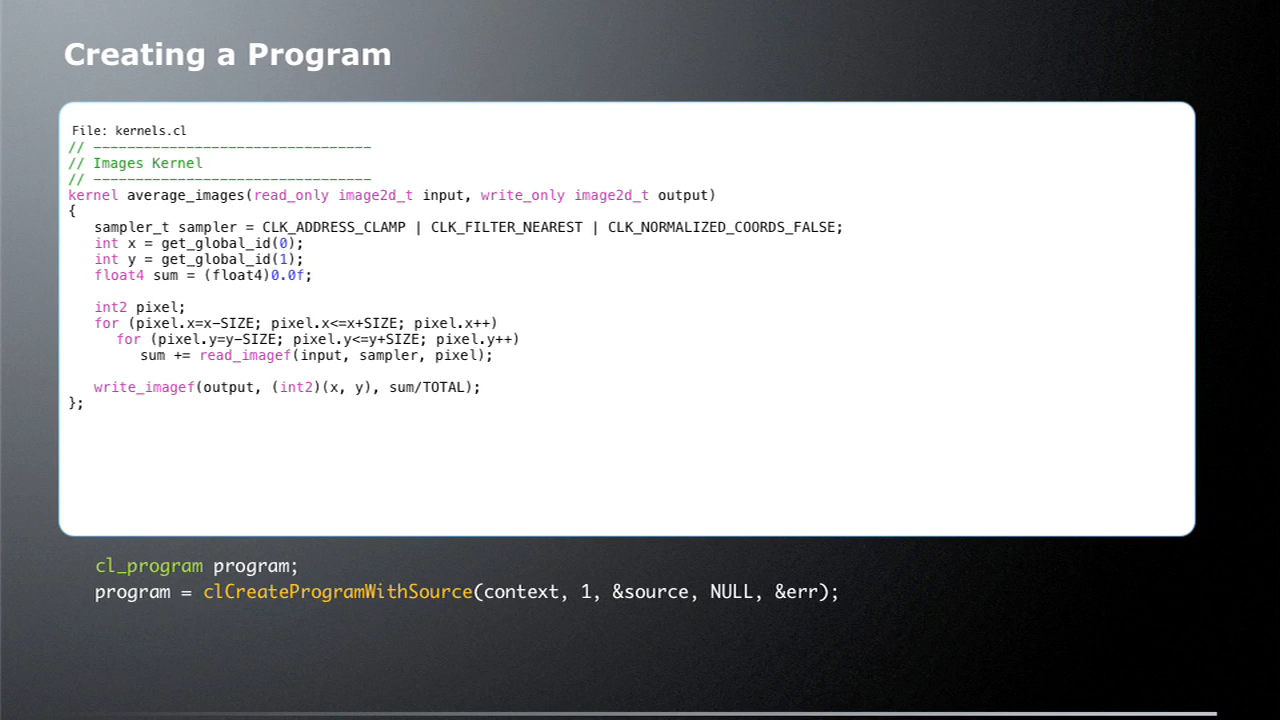 Creating a Program
File: kernels.cl
// ---------------------------------
// Images Kernel
// ---------------------------------
kernel average_images(read_only image2d_t input, write_only image2d_t output)
{
   sampler_t sampler = CLK_ADDRESS_CLAMP | CLK_FILTER_NEAREST | CLK_NORMALIZED_COORDS_FALSE;
   int x = get_global_id(0);
   int y = get_global_id(1);
   float4 sum = (float4)0.0f;

   int2 pixel;
   for (pixel.x=x-SIZE; pixel.x<=x+SIZE; pixel.x++)
      for (pixel.y=y-SIZE; pixel.y<=y+SIZE; pixel.y++)
         sum += read_imagef(input, sampler, pixel);

   write_imagef(output, (int2)(x, y), sum/TOTAL);
};
cl_program program;
program = clCreateProgramWithSource(context, 1, &source, NULL, &err);